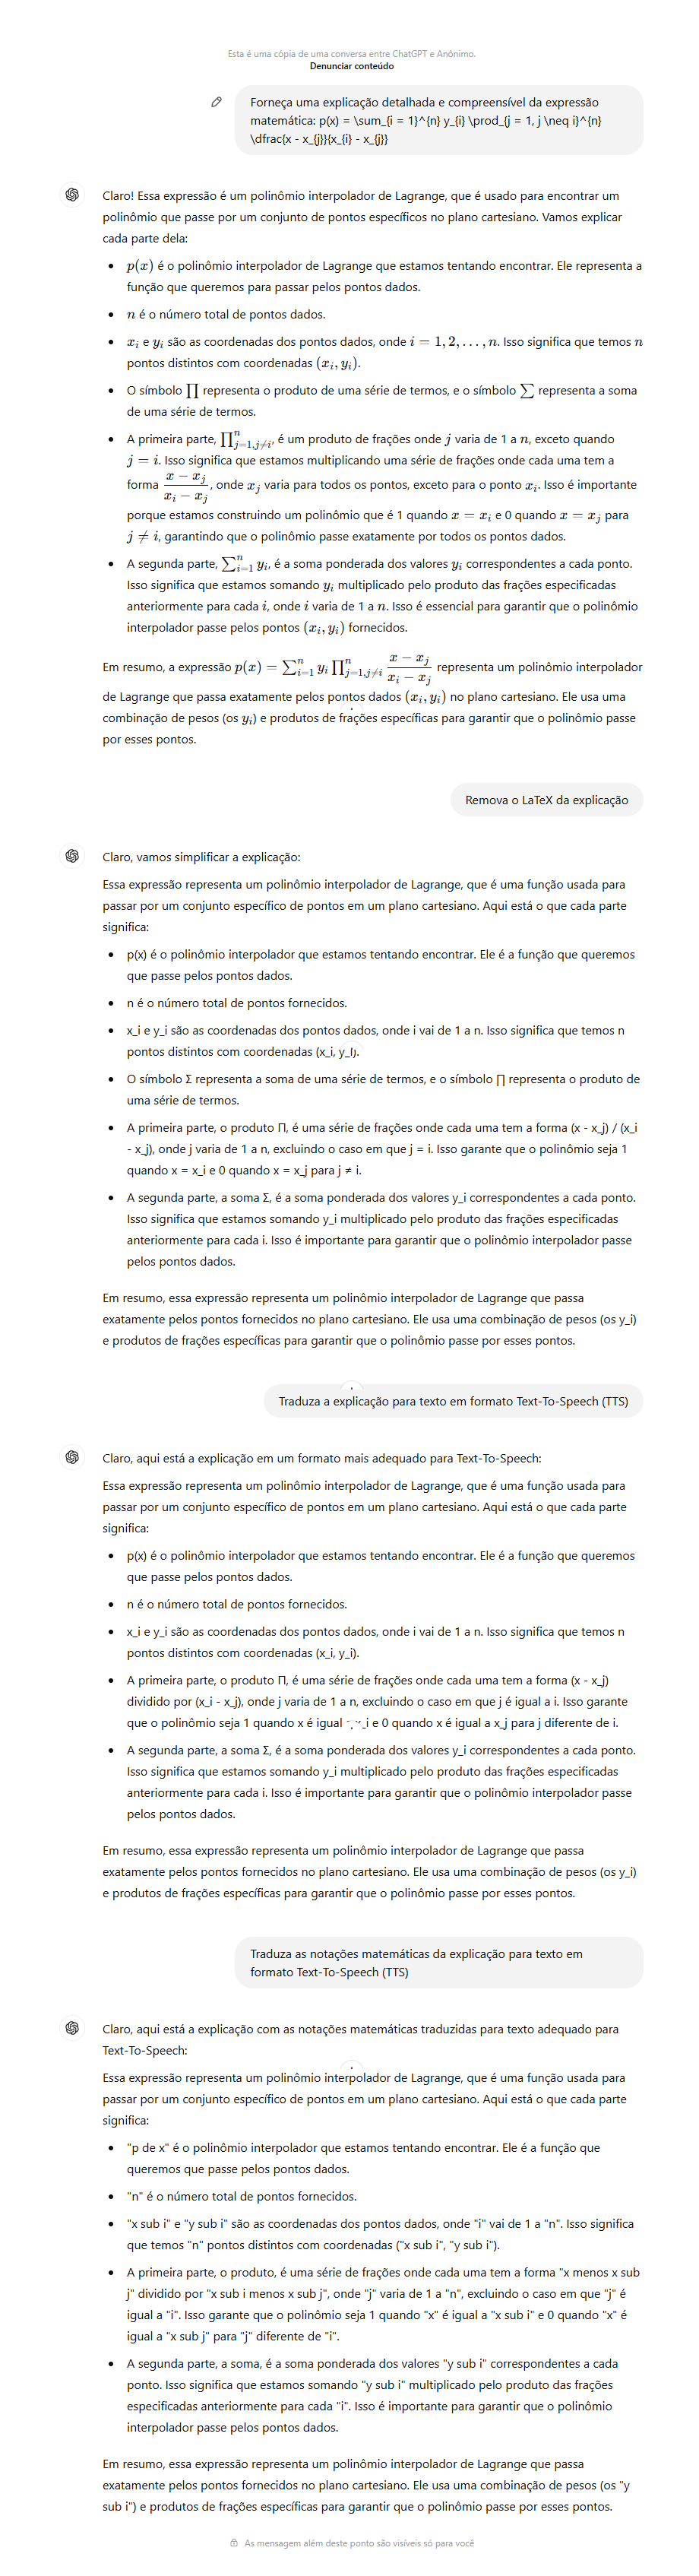 Esta é uma cópia de uma conversa entre ChatGPT e Anônimo.
Denunciar conteúdo
Forneça uma explicação detalhada e compreensível da expressão
matemática: p(x) = \sum_{i = 1}^{n} y_{i} \prod_{j = 1, j \neq i}^{n}
\dfrac{x - x_{j}}{x_{i} - x_{j}}
Claro! Essa expressão é um polinômio interpolador de Lagrange, que é usado para encontrar um
polinômio que passe por um conjunto de pontos específicos no plano cartesiano. Vamos explicar
cada parte dela:
• p(x) é o polinômio interpolador de Lagrange que estamos tentando encontrar. Ele representa a
função que queremos para passar pelos pontos dados.
• n é o número total de pontos dados.
• x_i e y_i são as coordenadas dos pontos dados, onde i = 1, 2, . . . , n. Isso significa que temos n
pontos distintos com coordenadas (x_i, y_i).
• O símbolo ∏ representa o produto de uma série de termos, e o símbolo ∑ representa a soma
de uma série de termos.
• A primeira parte, ∏_{j=1,j≠i}^{n}, é um produto de frações onde j varia de 1 a n, exceto quando
j = i. Isso significa que estamos multiplicando uma série de frações onde cada uma tem a
forma \frac{x − x_j}{x_i − x_j}, onde x_j varia para todos os pontos, exceto para o ponto x_i. Isso é importante
porque estamos construindo um polinômio que é 1 quando x = x_i e 0 quando x = x_j para
j ≠ i, garantindo que o polinômio passe exatamente por todos os pontos dados.
• A segunda parte, ∑_{i=1}^{n} y_i, é a soma ponderada dos valores y_i correspondentes a cada ponto.
Isso significa que estamos somando y_i multiplicado pelo produto das frações especificadas
anteriormente para cada i, onde i varia de 1 a n. Isso é essencial para garantir que o polinômio
interpolador passe pelos pontos (x_i, y_i) fornecidos.
Em resumo, a expressão p(x) = ∑_{i=1}^{n} y_i ∏_{j=1,j≠i}^{n} \frac{x − x_j}{x_i − x_j} representa um polinômio interpolador
de Lagrange que passa exatamente pelos pontos dados (x_i, y_i) no plano cartesiano. Ele usa uma
combinação de pesos (os y_i) e produtos de frações específicas para garantir que o polinômio passe
por esses pontos.
Remova o LaTeX da explicação
Claro, vamos simplificar a explicação:
Essa expressão representa um polinômio interpolador de Lagrange, que é uma função usada para
passar por um conjunto específico de pontos em um plano cartesiano. Aqui está o que cada parte
significa:
• p(x) é o polinômio interpolador que estamos tentando encontrar. Ele é a função que queremos
que passe pelos pontos dados.
• n é o número total de pontos fornecidos.
• x_i e y_i são as coordenadas dos pontos dados, onde i vai de 1 a n. Isso significa que temos n
pontos distintos com coordenadas (x_i, y_i).
• O símbolo Σ representa a soma de uma série de termos, e o símbolo ∏ representa o produto de
uma série de termos.
• A primeira parte, o produto Π, é uma série de frações onde cada uma tem a forma (x - x_j) / (x_i
- x_j), onde j varia de 1 a n, excluindo o caso em que j = i. Isso garante que o polinômio seja 1
quando x = x_i e 0 quando x = x_j para j ≠ i.
• A segunda parte, a soma Σ, é a soma ponderada dos valores y_i correspondentes a cada ponto.
Isso significa que estamos somando y_i multiplicado pelo produto das frações especificadas
anteriormente para cada i. Isso é importante para garantir que o polinômio interpolador passe
pelos pontos dados.
Em resumo, essa expressão representa um polinômio interpolador de Lagrange que passa
exatamente pelos pontos fornecidos no plano cartesiano. Ele usa uma combinação de pesos (os y_i)
e produtos de frações específicas para garantir que o polinômio passe por esses pontos.
Traduza a explicação para texto em formato Text-To-Speech (TTS)
Claro, aqui está a explicação em um formato mais adequado para Text-To-Speech:
Essa expressão representa um polinômio interpolador de Lagrange, que é uma função usada para
passar por um conjunto específico de pontos em um plano cartesiano. Aqui está o que cada parte
significa:
• p(x) é o polinômio interpolador que estamos tentando encontrar. Ele é a função que queremos
que passe pelos pontos dados.
• n é o número total de pontos fornecidos.
• x_i e y_i são as coordenadas dos pontos dados, onde i vai de 1 a n. Isso significa que temos n
pontos distintos com coordenadas (x_i, y_i).
• A primeira parte, o produto Π, é uma série de frações onde cada uma tem a forma (x - x_j)
dividido por (x_i - x_j), onde j varia de 1 a n, excluindo o caso em que j é igual a i. Isso garante
que o polinômio seja 1 quando x é igual _i e 0 quando x é igual a x_j para j diferente de i.
• A segunda parte, a soma Σ, é a soma ponderada dos valores y_i correspondentes a cada ponto.
Isso significa que estamos somando y_i multiplicado pelo produto das frações especificadas
anteriormente para cada i. Isso é importante para garantir que o polinômio interpolador passe
pelos pontos dados.
Em resumo, essa expressão representa um polinômio interpolador de Lagrange que passa
exatamente pelos pontos fornecidos no plano cartesiano. Ele usa uma combinação de pesos (os y_i)
e produtos de frações específicas para garantir que o polinômio passe por esses pontos.
Traduza as notações matemáticas da explicação para texto em
formato Text-To-Speech (TTS)
Claro, aqui está a explicação com as notações matemáticas traduzidas para texto adequado para
Text-To-Speech:
Essa expressão representa um polinômio interpolador de Lagrange, que é uma função usada para
passar por um conjunto específico de pontos em um plano cartesiano. Aqui está o que cada parte
significa:
• "p de x" é o polinômio interpolador que estamos tentando encontrar. Ele é a função que
queremos que passe pelos pontos dados.
• "n" é o número total de pontos fornecidos.
• "x sub i" e "y sub i" são as coordenadas dos pontos dados, onde "i" vai de 1 a "n". Isso significa
que temos "n" pontos distintos com coordenadas ("x sub i", "y sub i").
• A primeira parte, o produto, é uma série de frações onde cada uma tem a forma "x menos x sub
j" dividido por "x sub i menos x sub j", onde "j" varia de 1 a "n", excluindo o caso em que "j" é
igual a "i". Isso garante que o polinômio seja 1 quando "x" é igual a "x sub i" e 0 quando "x" é
igual a "x sub j" para "j" diferente de "i".
• A segunda parte, a soma, é a soma ponderada dos valores "y sub i" correspondentes a cada
ponto. Isso significa que estamos somando "y sub i" multiplicado pelo produto das frações
especificadas anteriormente para cada "i". Isso é importante para garantir que o polinômio
interpolador passe pelos pontos dados.
Em resumo, essa expressão representa um polinômio interpolador de Lagrange que passa
exatamente pelos pontos fornecidos no plano cartesiano. Ele usa uma combinação de pesos (os "y
sub i") e produtos de frações específicas para garantir que o polinômio passe por esses pontos.
As mensagem além deste ponto são visíveis só para você